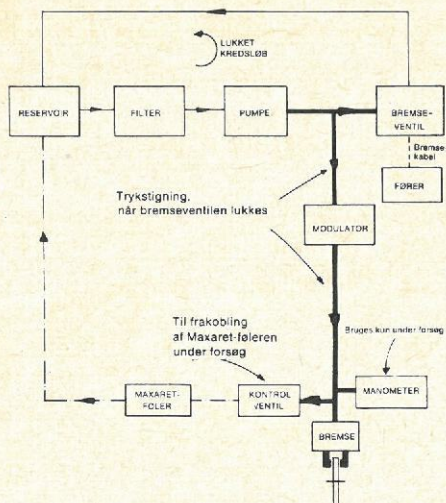 LUKKET
KREDSLØB
RESERVOIR
FILTER
PUMPE
BREMSE-
VENTIL
Bremse
kabel
FØRER
Trykstigning,
når bremseventilen lukkes
MODULATOR
Til frakobling
af Maxaret-føleren
under forsøg
Bruges kun under forsøg
MAXARET-
FØLER
KONTROL
VENTIL
MANOMETER
BREMSE